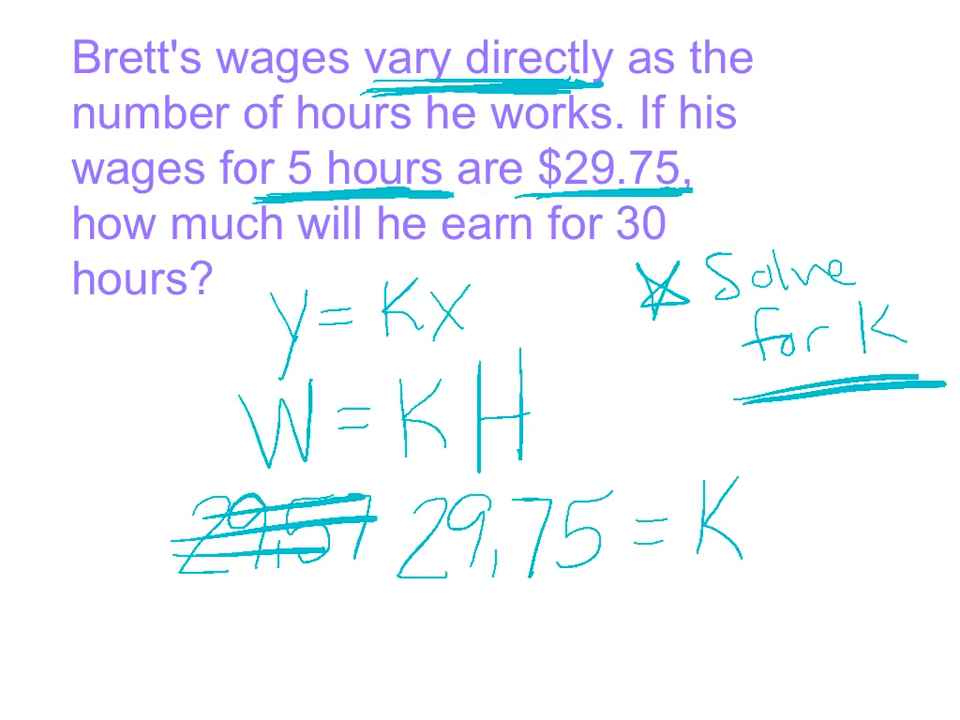 Brett's wages vary directly as the
number of hours he works. If his
wages for 5 hours are $29.75,
how much will he earn for 30
hours?
y = Kx
☆ Solve
for K
W = K H
29.75 = K